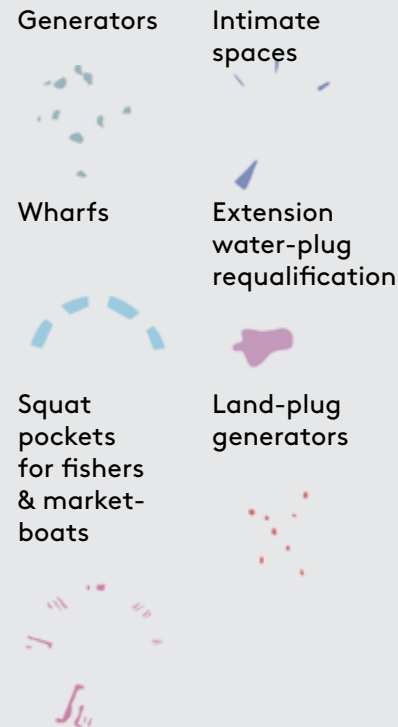 Generators
Intimate
spaces
Wharfs
Extension
water-plug
requalification
Squat
pockets
for fishers
& market-
boats
Land-plug
generators